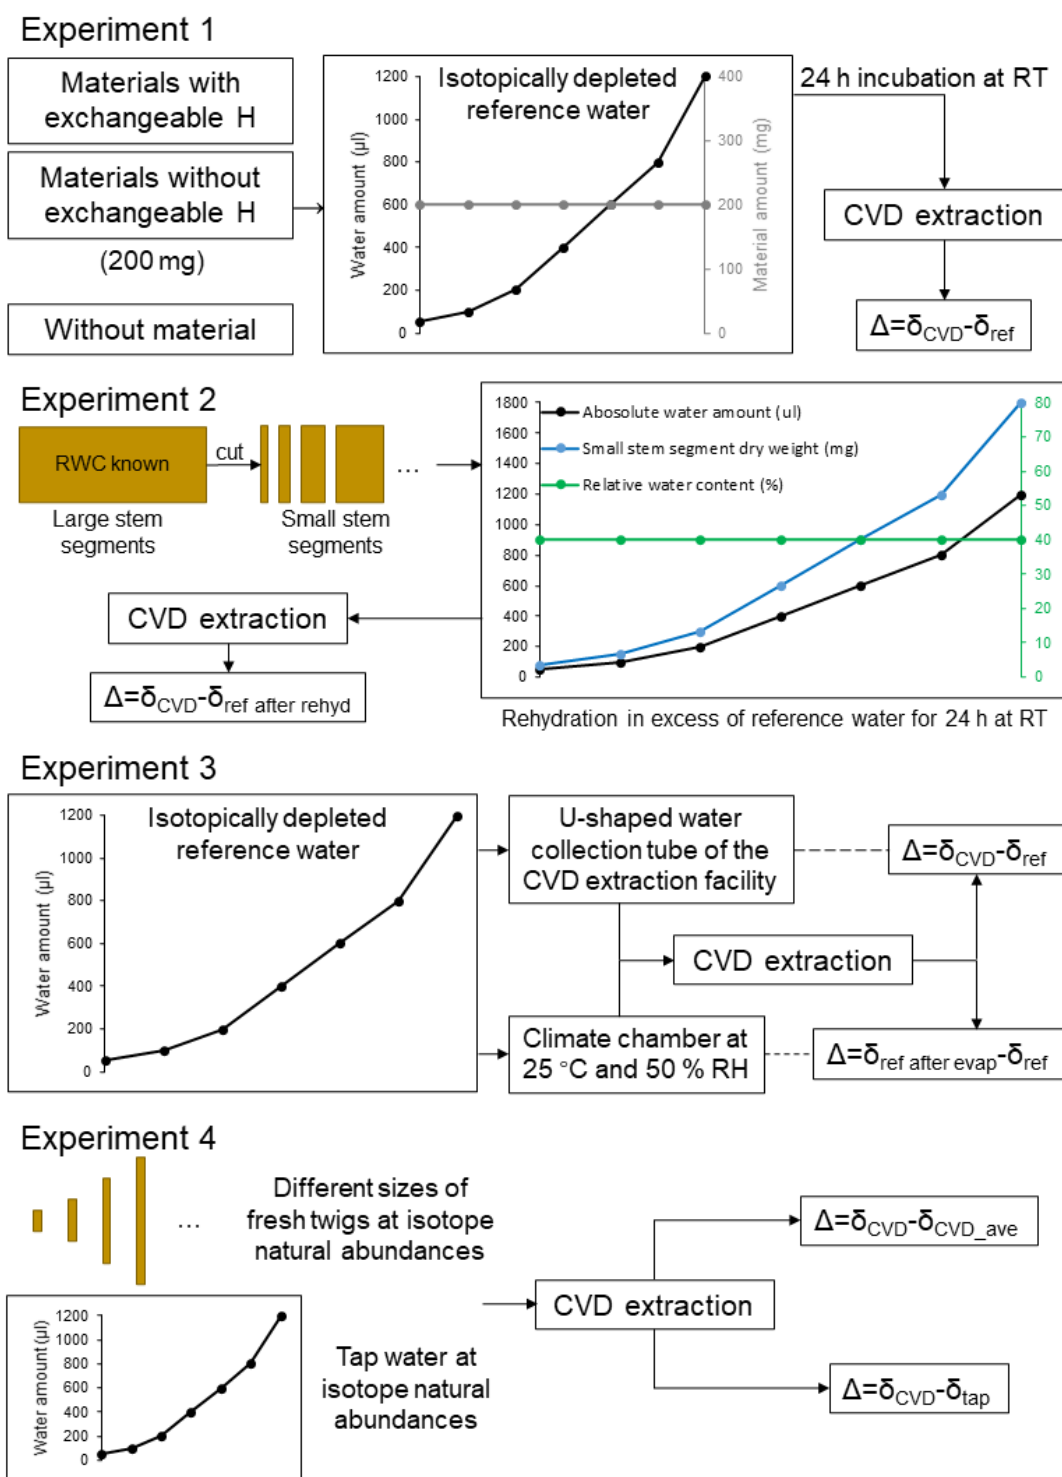 Experiment 1
Materials with
exchangeable H
Materials without
exchangeable H
(200 mg)
Without material
Isotopically depleted
reference water
Water amount (µl)
1200
1000
800
600
400
200
0
Material amount (mg)
400
300
200
100
0
24 h incubation at RT
CVD extraction
Δ=δCVD-δref
Experiment 2
RWC known
cut
...
Large stem
segments
Small stem
segments
1800
1600
1400
1200
1000
800
600
400
200
0
Abosolute water amount (ul)
Small stem segment dry weight (mg)
Relative water content (%)
80
70
60
50
40
30
20
10
0
Rehydration in excess of reference water for 24 h at RT
CVD extraction
Δ=δCVD-δref after rehyd
Experiment 3
Isotopically depleted
reference water
Water amount (µl)
1200
1000
800
600
400
200
0
U-shaped water
collection tube of the
CVD extraction facility
Δ=δCVD-δref
CVD extraction
Climate chamber at
25 °C and 50 % RH
Δ=δref after evap-δref
Experiment 4
...
Different sizes of
fresh twigs at isotope
natural abundances
Water amount (µl)
1200
1000
800
600
400
200
0
Tap water at
isotope natural
abundances
CVD extraction
Δ=δCVD-δCVD_ave
Δ=δCVD-δtap